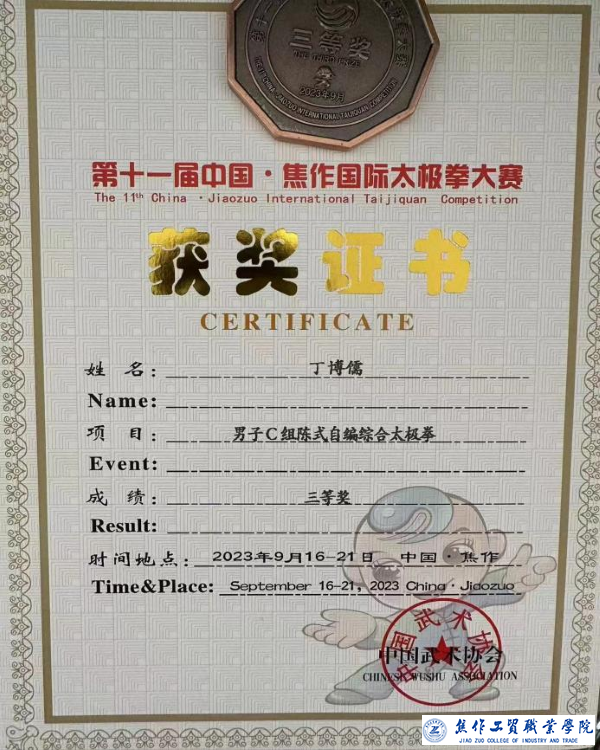 三等奖
THE THIRD PRIZE
2023年9月
第十一届中国·焦作国际太极拳大赛
The 11th China · Jiaozuo International Taijiquan Competition
获奖证书
CERTIFICATE
姓 名: 丁博儒
Name:
项 目: 男子C组陈式自编综合太极拳
Event:
成 绩: 三等奖
Result:
时间地点: 2023年9月16-21日 中国·焦作
Time&Place: September 16-21, 2023 China·Jiaozuo
中国武术协会
中国武术协会
CHINESE WUSHU ASSOCIATION
焦作工贸職業学院
JIAO ZUO COLLEGE OF INDUSTRY AND TRADE